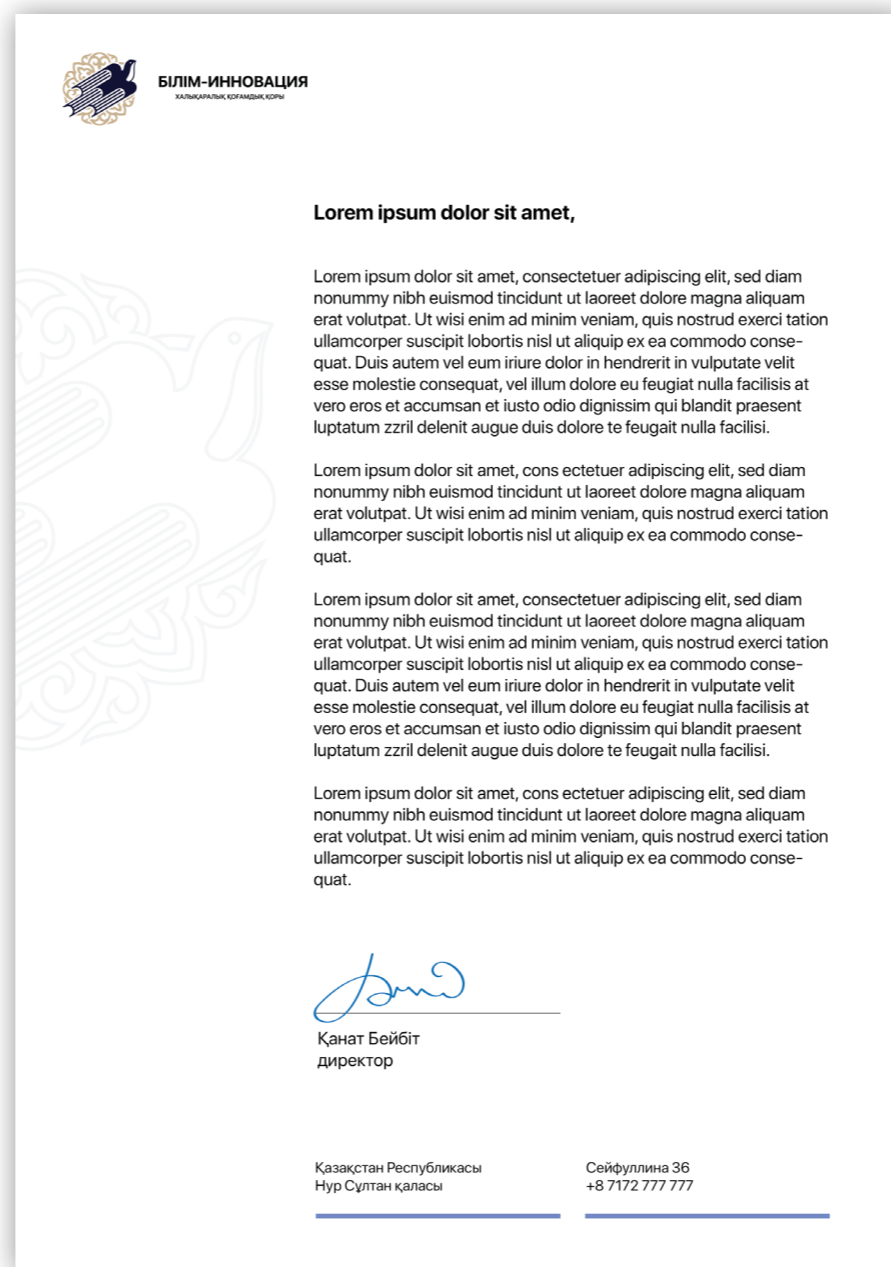 БІЛІМ-ИННОВАЦИЯ
ХАЛЫҚАРАЛЫҚ ҚОҒАМДЫҚ ҚОРЫ
Lorem ipsum dolor sit amet,
Lorem ipsum dolor sit amet, consectetuer adipiscing elit, sed diam
nonummy nibh euismod tincidunt ut laoreet dolore magna aliquam
erat volutpat. Ut wisi enim ad minim veniam, quis nostrud exerci tation
ullamcorper suscipit lobortis nisl ut aliquip ex ea commodo conse-
quat. Duis autem vel eum iriure dolor in hendrerit in vulputate velit
esse molestie consequat, vel illum dolore eu feugiat nulla facilisis at
vero eros et accumsan et iusto odio dignissim qui blandit praesent
luptatum zzril delenit augue duis dolore te feugait nulla facilisi.
Lorem ipsum dolor sit amet, cons ectetuer adipiscing elit, sed diam
nonummy nibh euismod tincidunt ut laoreet dolore magna aliquam
erat volutpat. Ut wisi enim ad minim veniam, quis nostrud exerci tation
ullamcorper suscipit lobortis nisl ut aliquip ex ea commodo conse-
quat.
Lorem ipsum dolor sit amet, consectetuer adipiscing elit, sed diam
nonummy nibh euismod tincidunt ut laoreet dolore magna aliquam
erat volutpat. Ut wisi enim ad minim veniam, quis nostrud exerci tation
ullamcorper suscipit lobortis nisl ut aliquip ex ea commodo conse-
quat. Duis autem vel eum iriure dolor in hendrerit in vulputate velit
esse molestie consequat, vel illum dolore eu feugiat nulla facilisis at
vero eros et accumsan et iusto odio dignissim qui blandit praesent
luptatum zzril delenit augue duis dolore te feugait nulla facilisi.
Lorem ipsum dolor sit amet, cons ectetuer adipiscing elit, sed diam
nonummy nibh euismod tincidunt ut laoreet dolore magna aliquam
erat volutpat. Ut wisi enim ad minim veniam, quis nostrud exerci tation
ullamcorper suscipit lobortis nisl ut aliquip ex ea commodo conse-
quat.
Қанат Бейбіт
директор
Қазақстан Республикасы
Нур Сұлтан қаласы
Сейфуллина 36
+8 7172 777 777